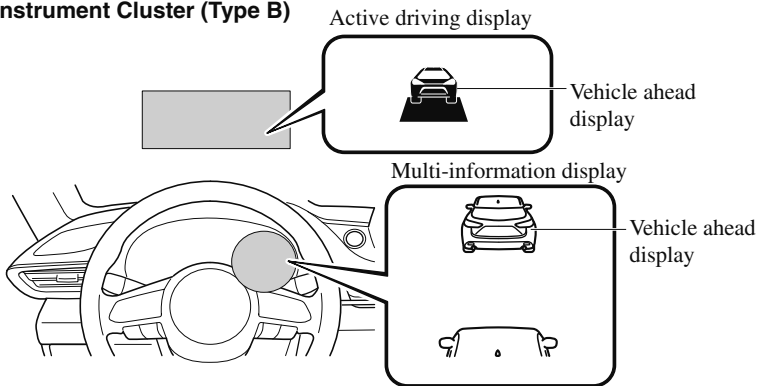 nstrument Cluster (Type B)
Active driving display
Vehicle ahead
display
Multi-information display
Vehicle ahead
display